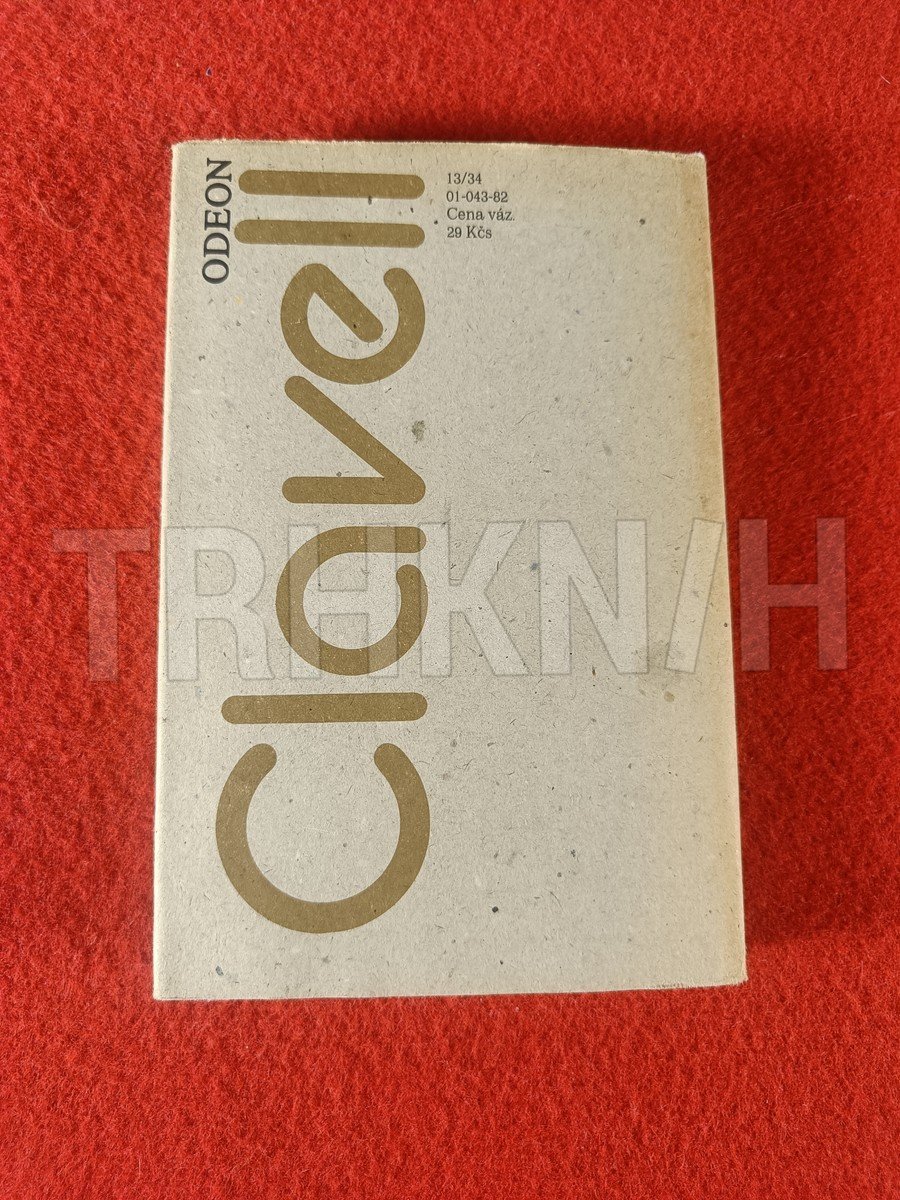 ODEON
Clavell
13/34
01-043-82
Cena váz.
29 Kčs
TRHKNIH